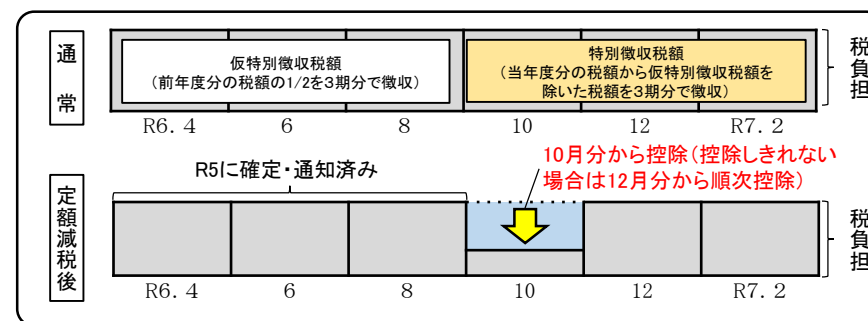 通常
仮特別徴収税額
(前年度分の税額の1/2を3期分で徴収)
特別徴収税額
(当年度分の税額から仮特別徴収税額を
除いた税額を3期分で徴収)
税負担
R6.4 6 8 10 12 R7.2
R5に確定・通知済み
10月分から控除(控除しきれない
場合は12月分から順次控除)
定額減税後
税負担
R6.4 6 8 10 12 R7.2